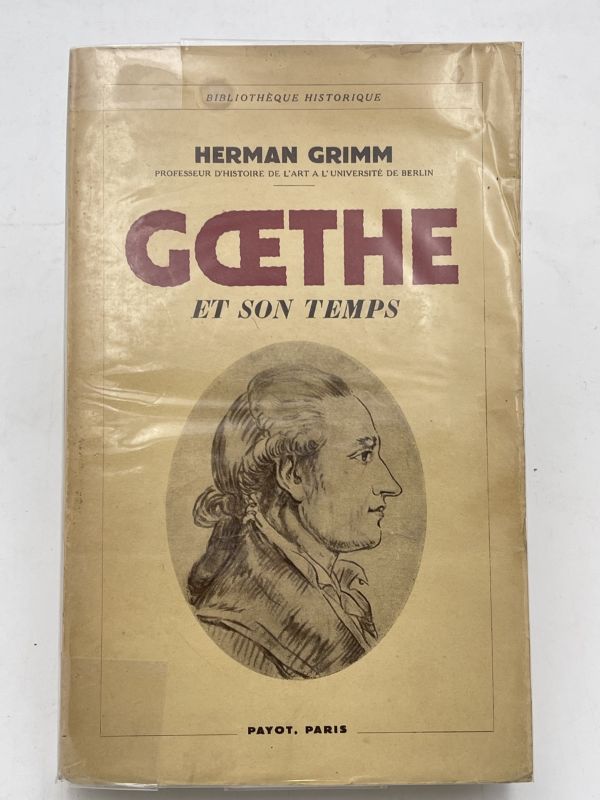 BIBLIOTHÈQUE HISTORIQUE
HERMAN GRIMM
PROFESSEUR D'HISTOIRE DE L'ART A L'UNIVERSITÉ DE BERLIN
GŒTHE
ET SON TEMPS
PAYOT, PARIS